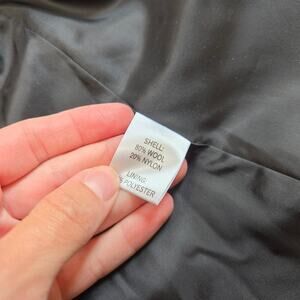 SHELL:
80% WOOL
20% NYLON
LINING
% POLYESTER